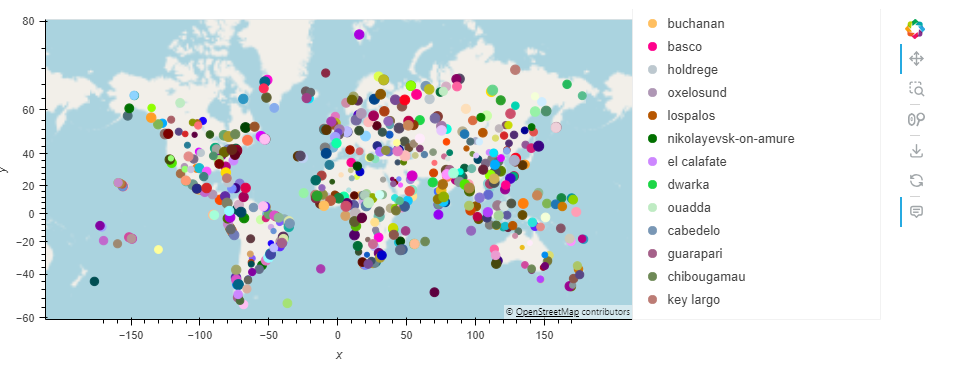 80
60
40
20
0
−20
−40
−60
y
−150
−100
−50
0
50
100
150
x
© OpenStreetMap contributors
buchanan
basco
holdrege
oxelosund
lospalos
nikolayevsk-on-amure
el calafate
dwarka
ouadda
cabedelo
guarapari
chibougamau
key largo